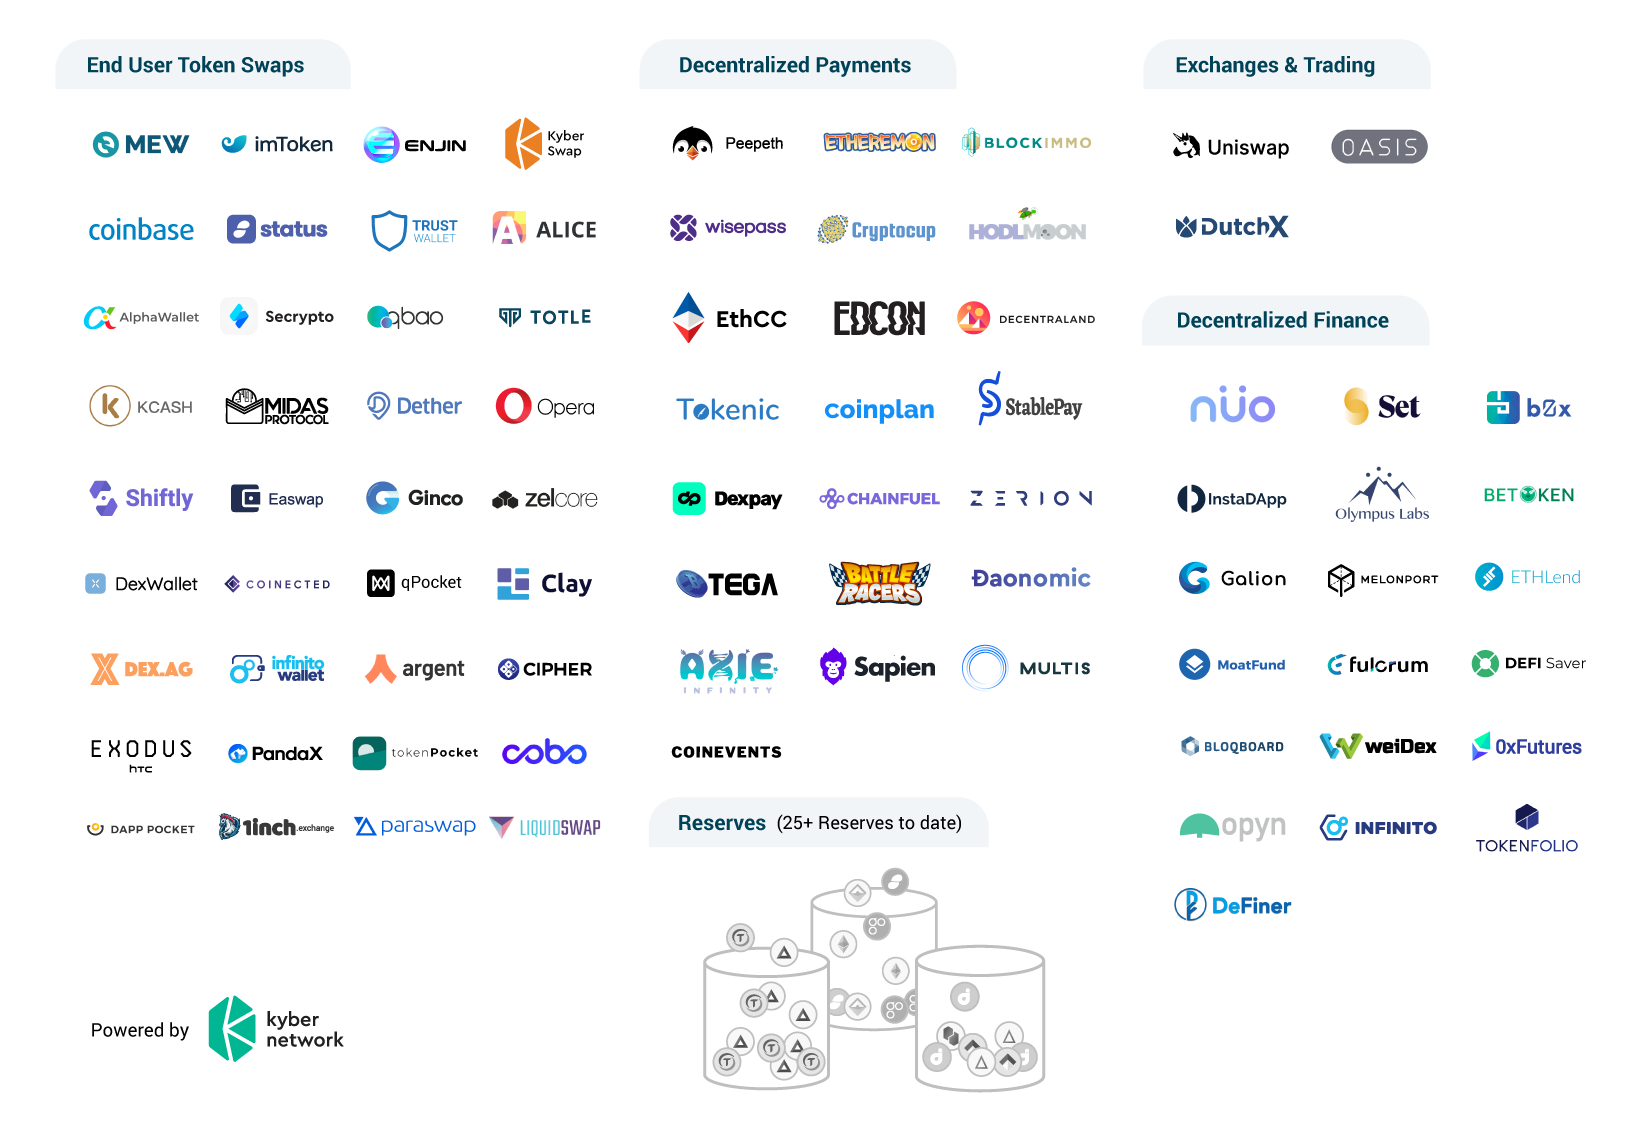 End User Token Swaps
MEW
imToken
ENJIN
Kyber
Swap
coinbase
status
TRUST
WALLET
ALICE
AlphaWallet
Secrypto
qbao
TOTLE
KCASH
MIDAS
PROTOCOL
Dether
Opera
Shiftly
Easwap
Ginco
zelcore
DexWallet
COINECTED
qPocket
Clay
DEX.AG
infinito
wallet
argent
CIPHER
EXODUS
htc
PandaX
tokenPocket
cobo
DAPP POCKET
1inch.exchange
paraswap
LIQUIDSWAP
Powered by
kyber
network
Decentralized Payments
Peepeth
ETHEREMON
BLOCKIMMO
wisepass
Cryptocup
HODLMOON
EthCC
EDCON
DECENTRALAND
Tokenic
coinplan
StablePay
dp
Dexpay
CHAINFUEL
ZERION
TEGA
BATTLE
RACERS
Đaonomic
AXIE
INFINITY
Sapien
MULTIS
COINEVENTS
Reserves (25+ Reserves to date)
Exchanges & Trading
Uniswap
OASIS
DutchX
Decentralized Finance
nüo
Set
b0x
InstaDApp
Olympus Labs
BETOKEN
Galion
MELONPORT
ETHLend
MoatFund
fulcrum
DEFI Saver
BLOQBOARD
weiDex
0xFutures
opyn
INFINITO
TOKENFOLIO
DeFiner